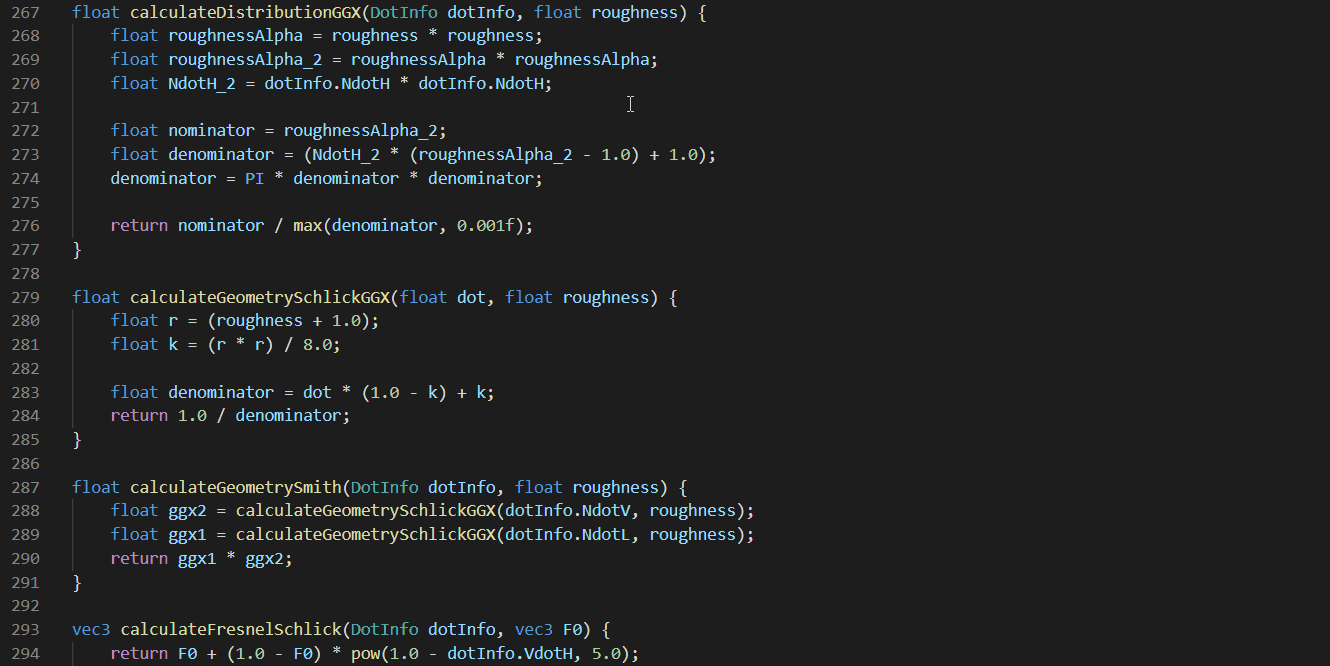 267 float calculateDistributionGGX(DotInfo dotInfo, float roughness) {
268     float roughnessAlpha = roughness * roughness;
269     float roughnessAlpha_2 = roughnessAlpha * roughnessAlpha;
270     float NdotH_2 = dotInfo.NdotH * dotInfo.NdotH;
271
272     float nominator = roughnessAlpha_2;
273     float denominator = (NdotH_2 * (roughnessAlpha_2 - 1.0) + 1.0);
274     denominator = PI * denominator * denominator;
275
276     return nominator / max(denominator, 0.001f);
277 }
278
279 float calculateGeometrySchlickGGX(float dot, float roughness) {
280     float r = (roughness + 1.0);
281     float k = (r * r) / 8.0;
282
283     float denominator = dot * (1.0 - k) + k;
284     return 1.0 / denominator;
285 }
286
287 float calculateGeometrySmith(DotInfo dotInfo, float roughness) {
288     float ggx2 = calculateGeometrySchlickGGX(dotInfo.NdotV, roughness);
289     float ggx1 = calculateGeometrySchlickGGX(dotInfo.NdotL, roughness);
290     return ggx1 * ggx2;
291 }
292
293 vec3 calculateFresnelSchlick(DotInfo dotInfo, vec3 F0) {
294     return F0 + (1.0 - F0) * pow(1.0 - dotInfo.VdotH, 5.0);